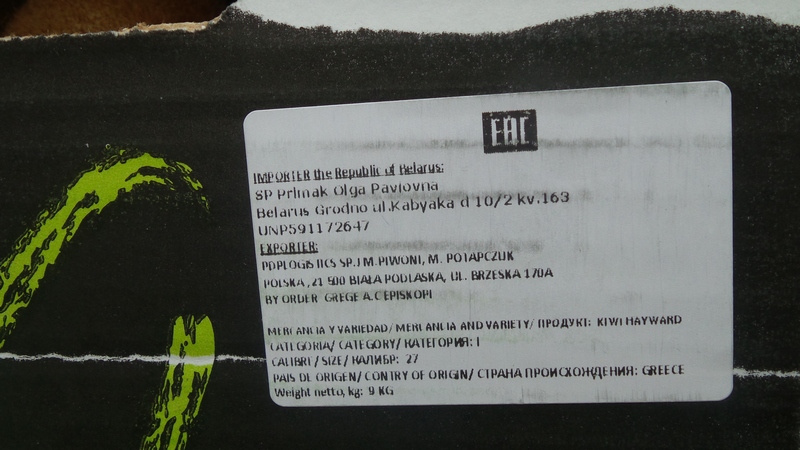 EAC
IMPORTER the Republic of Belarus:
SP Primak Olga Pavlovna
Belarus Grodno ul.Kabyaka d 10/2 kv.163
UNP591172647
EXPORTER:
PDPLOGISTICS SP.J M.PIWONI, M. POTAPCZUK
POLSKA ,21 500 BIAŁA PODLASKA, UL. BRZESKA 170A
BY ORDER GREGE A.C EPISKOPI
MERCANCIA Y VARIEDAD/ MERCANCIA AND VARIETY/ ПРОДУКТ: KIWI HAYWARD
CATEGORIA/ CATEGORY/ КАТЕГОРИЯ: I
CALIBRE / SIZE/ КАЛИБР: 27
PAIS DE ORIGEN/ CONTRY OF ORIGIN/ СТРАНА ПРОИСХОЖДЕНИЯ: GREECE
Weight netto, kg: 9 KG